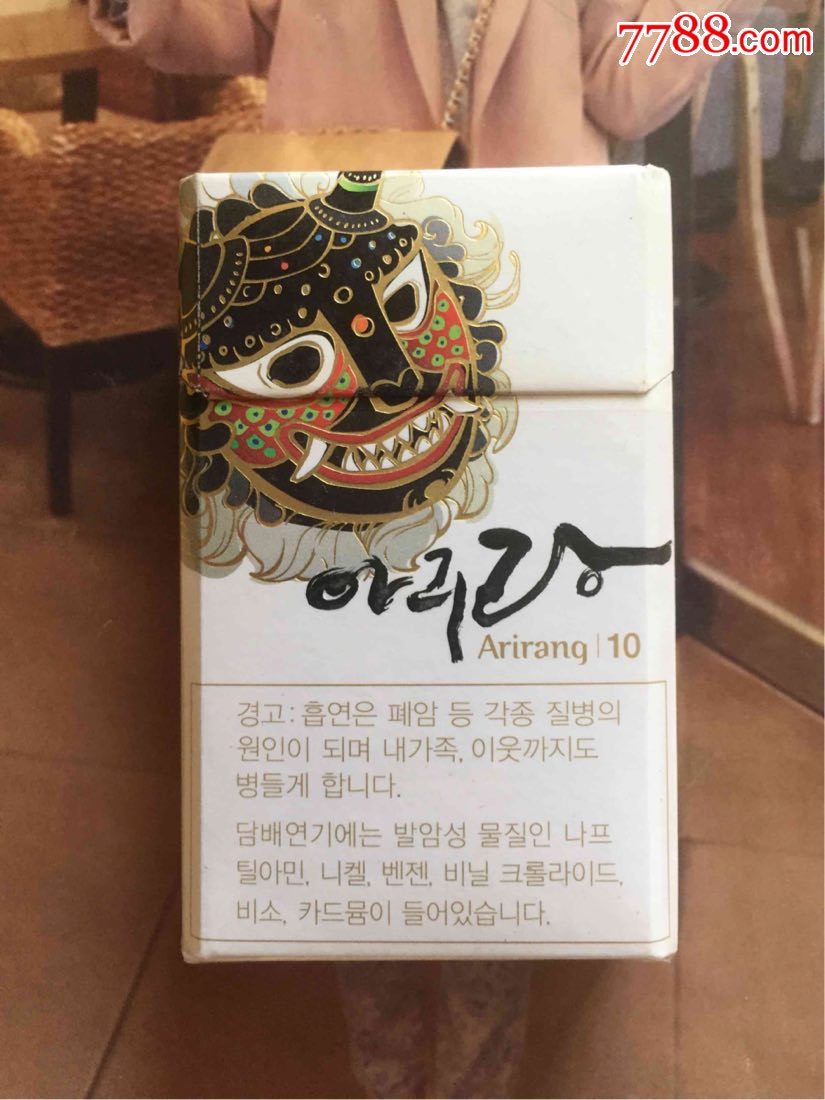 7788.com
아리랑
Arirang | 10
경고: 흡연은 폐암 등 각종 질병의
원인이 되며 내가족, 이웃까지도
병들게 합니다.
담배연기에는 발암성 물질인 나프
틸아민, 니켈, 벤젠, 비닐 크롤라이드,
비소, 카드뮴이 들어있습니다.